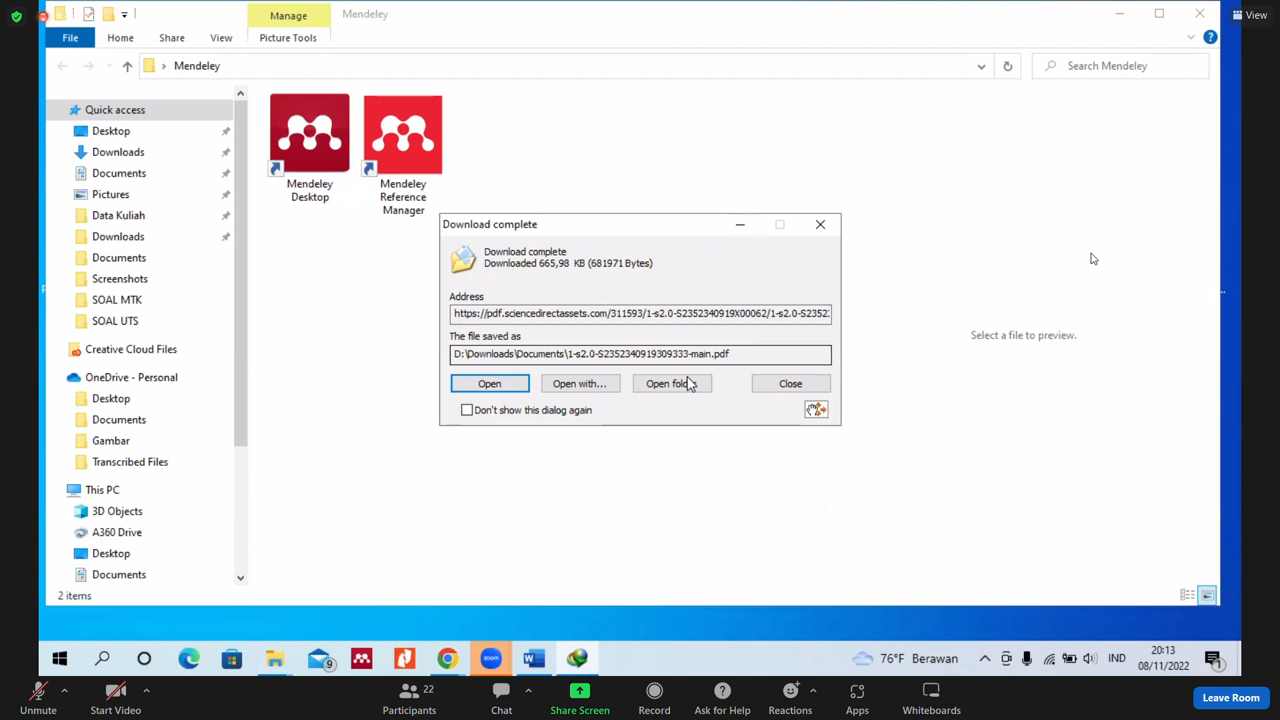 Manage
Mendeley
View
File
Home
Share
View
Picture Tools
Mendeley
Search Mendeley
Quick access
Desktop
Downloads
Documents
Pictures
Data Kuliah
Downloads
Documents
Screenshots
SOAL MTK
SOAL UTS
Creative Cloud Files
OneDrive - Personal
Desktop
Documents
Gambar
Transcribed Files
This PC
3D Objects
A360 Drive
Desktop
Documents
2 items
Mendeley
Desktop
Mendeley
Reference
Manager
Download complete
Download complete
Downloaded 665,98 KB (681971 Bytes)
Address
https://pdf.sciencedirectassets.com/311593/1-s2.0-S2352340919X00062/1-s2.0-S2352
The file saved as
D:\Downloads\Documents\1-s2.0-S2352340919309333-main.pdf
Open
Open with...
Open
Close
Don't show this dialog again
Select a file to preview.
9
zoom
76°F Berawan
IND
20:13
08/11/2022
1
Unmute
Start Video
Participants
22
Chat
Share Screen
Record
Ask for Help
Reactions
Apps
Whiteboards
Leave Room